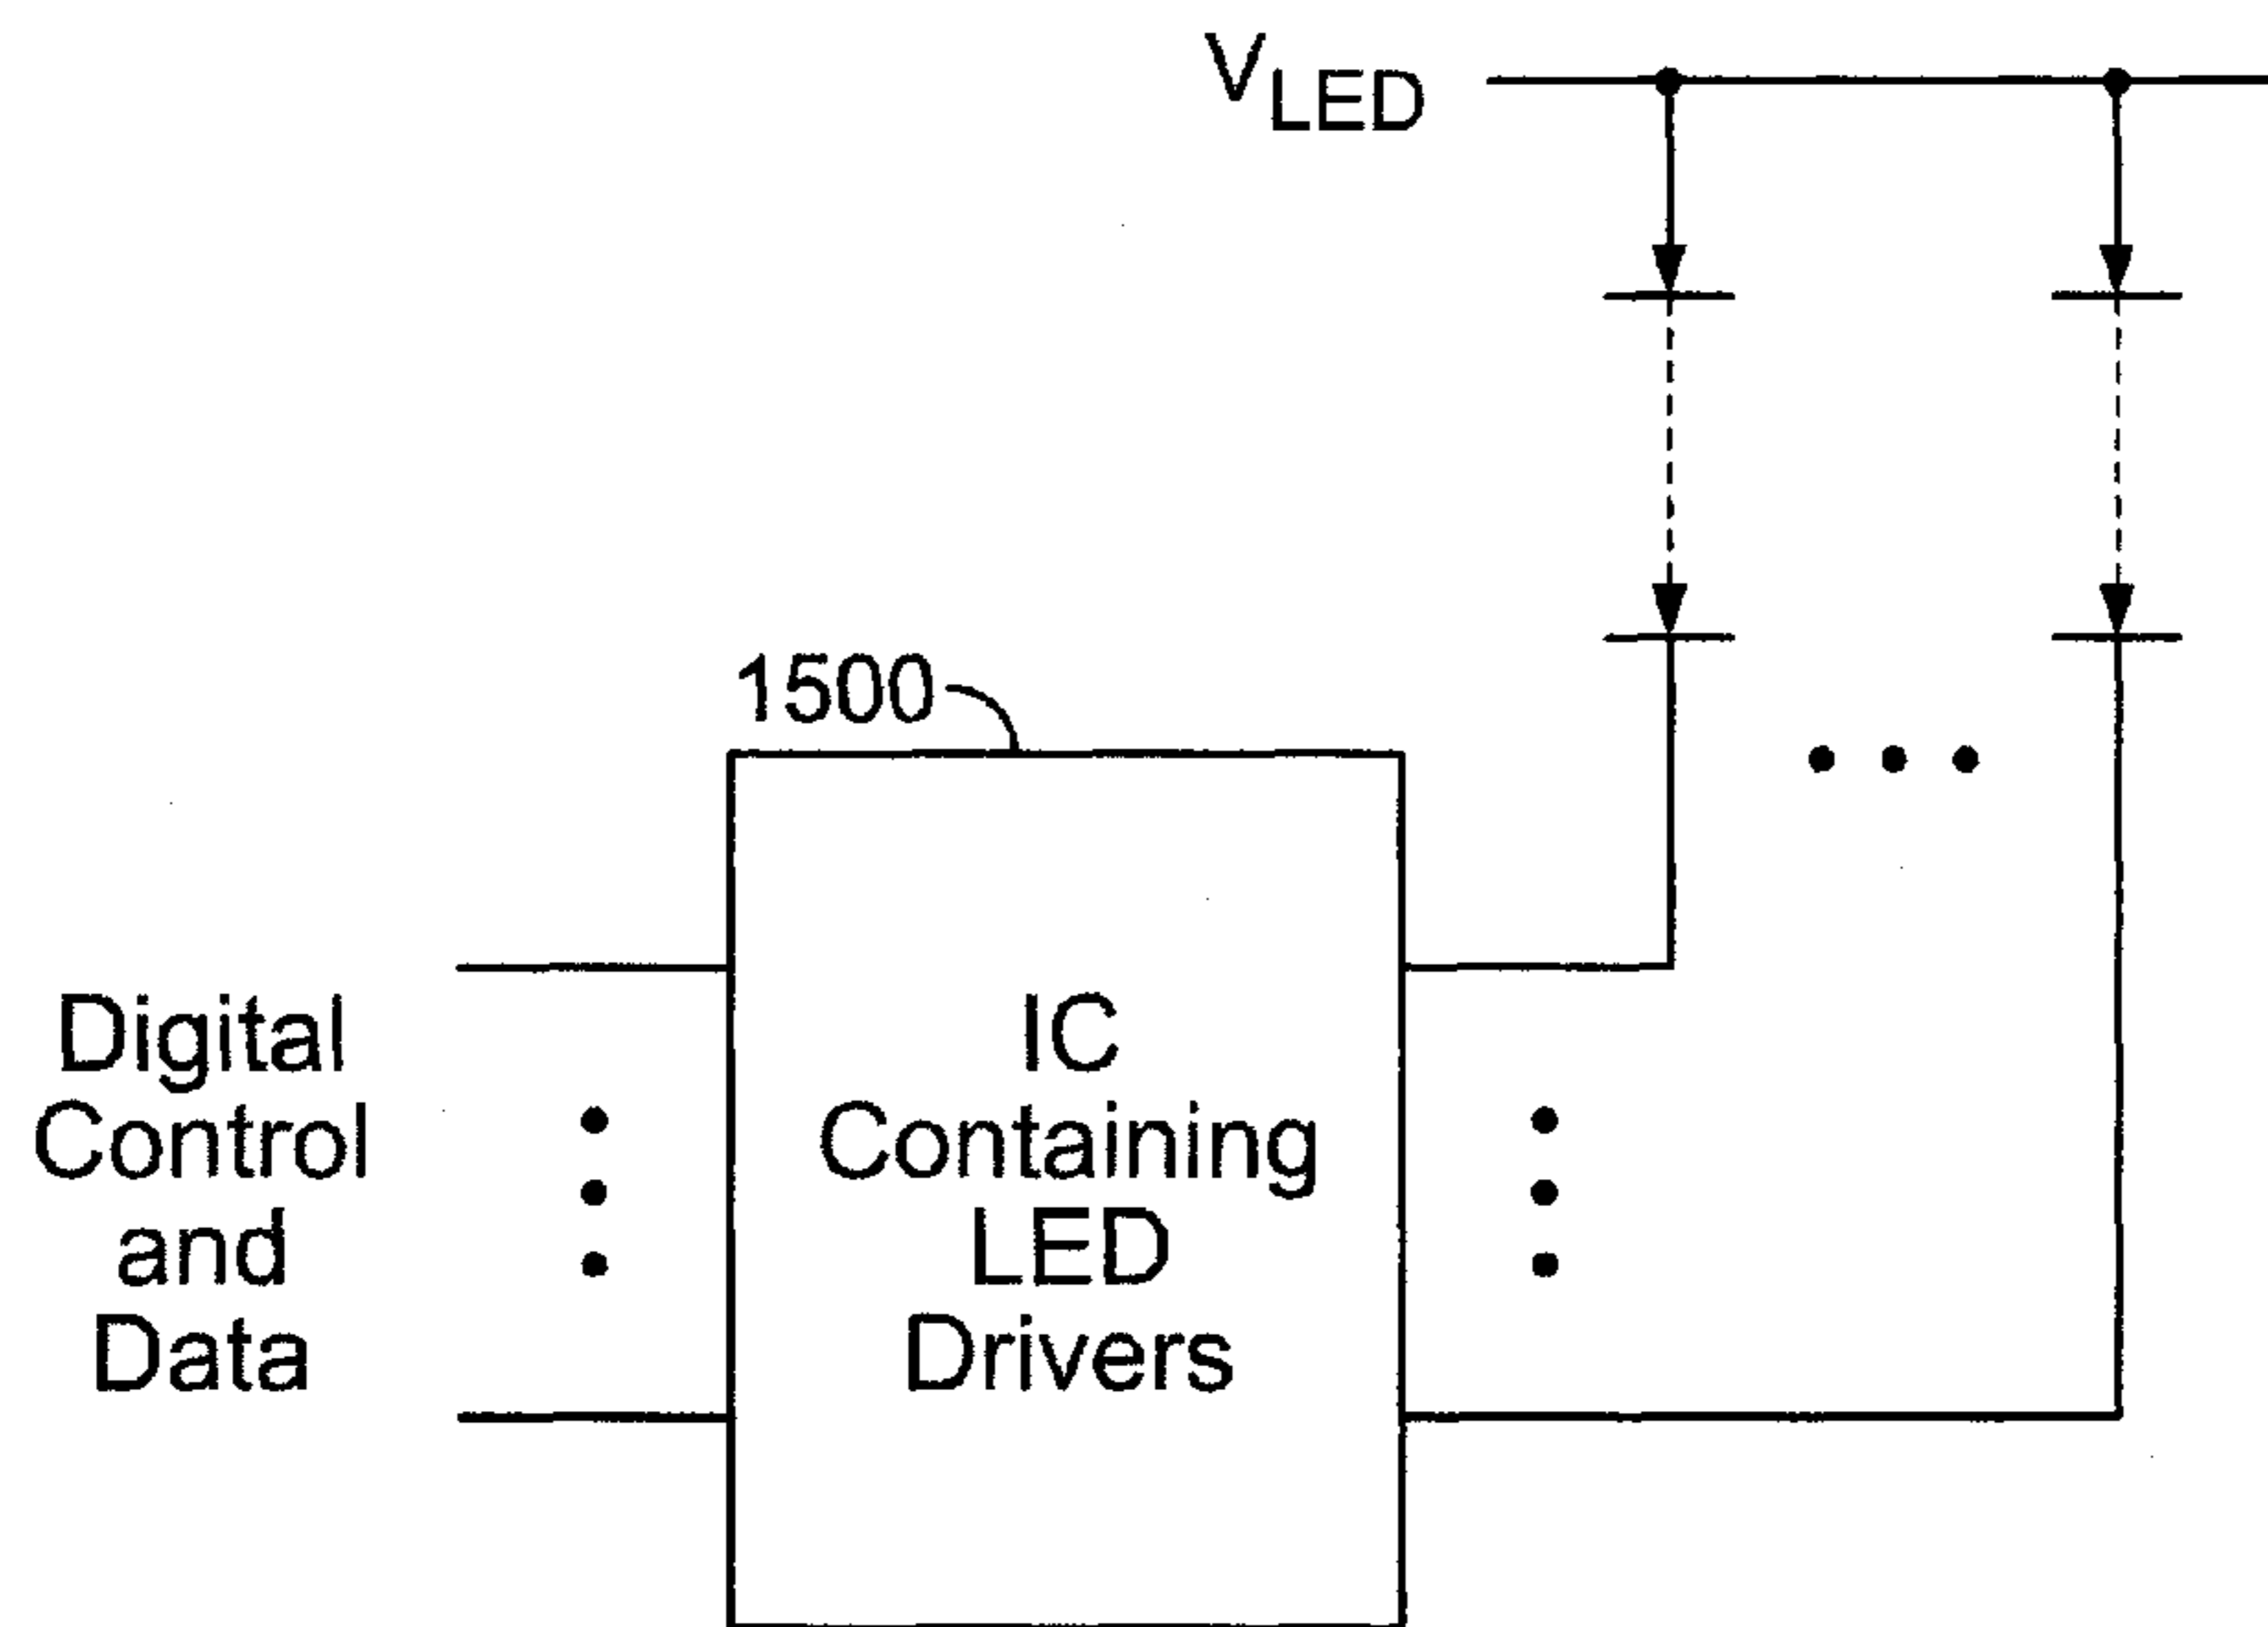 VLED
1500
Digital
Control
and
Data
IC
Containing
LED
Drivers